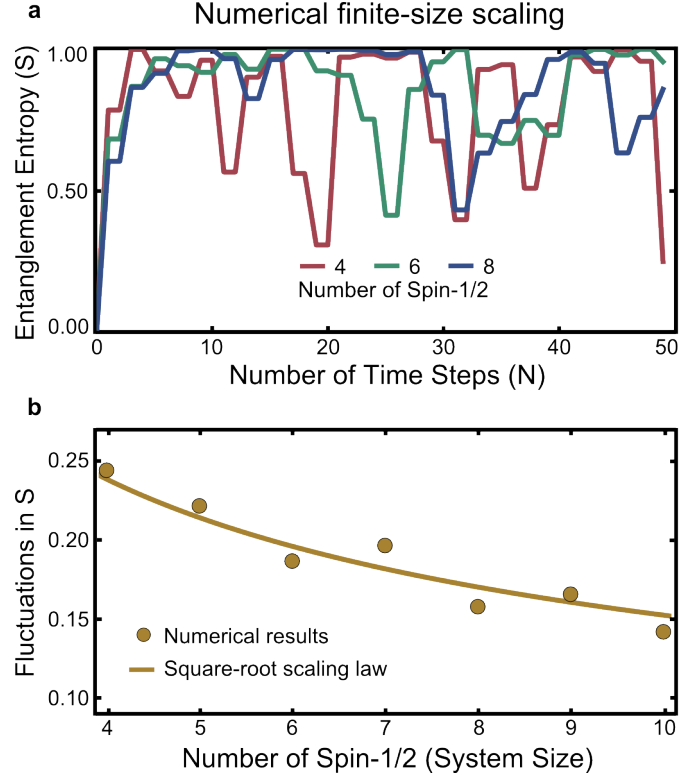 a
Numerical finite-size scaling
Entanglement Entropy (S)
1.00
0.50
0.00
4 6 8
Number of Spin-1/2
0 10 20 30 40 50
Number of Time Steps (N)
b
Fluctuations in S
0.25
0.20
0.15
0.10
Numerical results
Square-root scaling law
4 5 6 7 8 9 10
Number of Spin-1/2 (System Size)